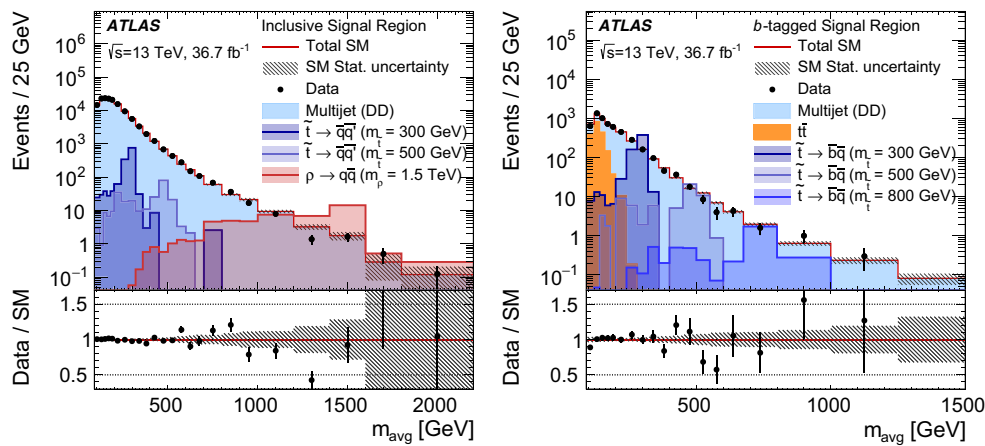 ATLAS Inclusive Signal Region
√s=13 TeV, 36.7 fb⁻¹
Total SM
SM Stat. uncertainty
Data
Multijet (DD)
t̃ → q̅q̅' (m_t̃ = 300 GeV)
t̃ → q̅q̅' (m_t̃ = 500 GeV)
ρ → qq̅ (m_ρ = 1.5 TeV)
Events / 25 GeV
10⁶
10⁵
10⁴
10³
10²
10
1
10⁻¹
Data / SM
1.5
1
0.5
500 1000 1500 2000
m_avg [GeV]
ATLAS b-tagged Signal Region
√s=13 TeV, 36.7 fb⁻¹
Total SM
SM Stat. uncertainty
Data
Multijet (DD)
tt̅
t̃ → b̅q̅ (m_t̃ = 300 GeV)
t̃ → b̅q̅ (m_t̃ = 500 GeV)
t̃ → b̅q̅ (m_t̃ = 800 GeV)
Events / 25 GeV
10⁵
10⁴
10³
10²
10
1
10⁻¹
Data / SM
1.5
1
0.5
500 1000 1500
m_avg [GeV]